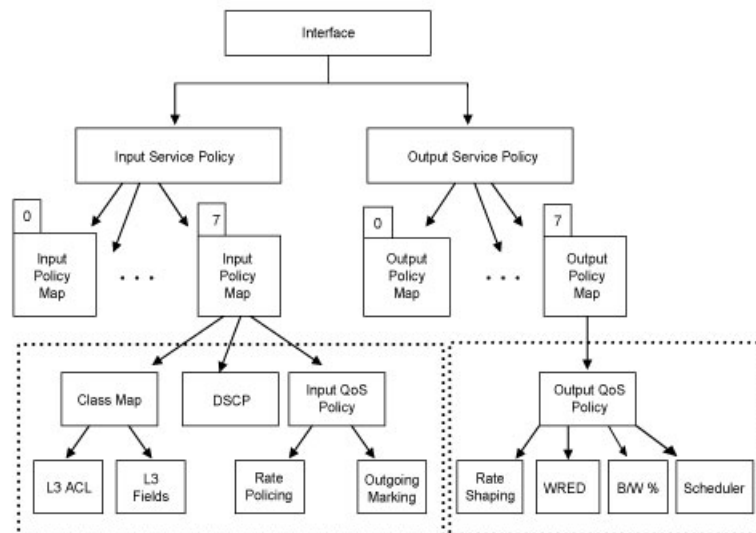 Interface
Input Service Policy
Output Service Policy
0
7
0
7
Input
Policy
Map
. . .
Input
Policy
Map
Output
Policy
Map
. . .
Output
Policy
Map
Class Map
DSCP
Input QoS
Policy
Output QoS
Policy
L3 ACL
L3
Fields
Rate
Policing
Outgoing
Marking
Rate
Shaping
WRED
B/W %
Scheduler